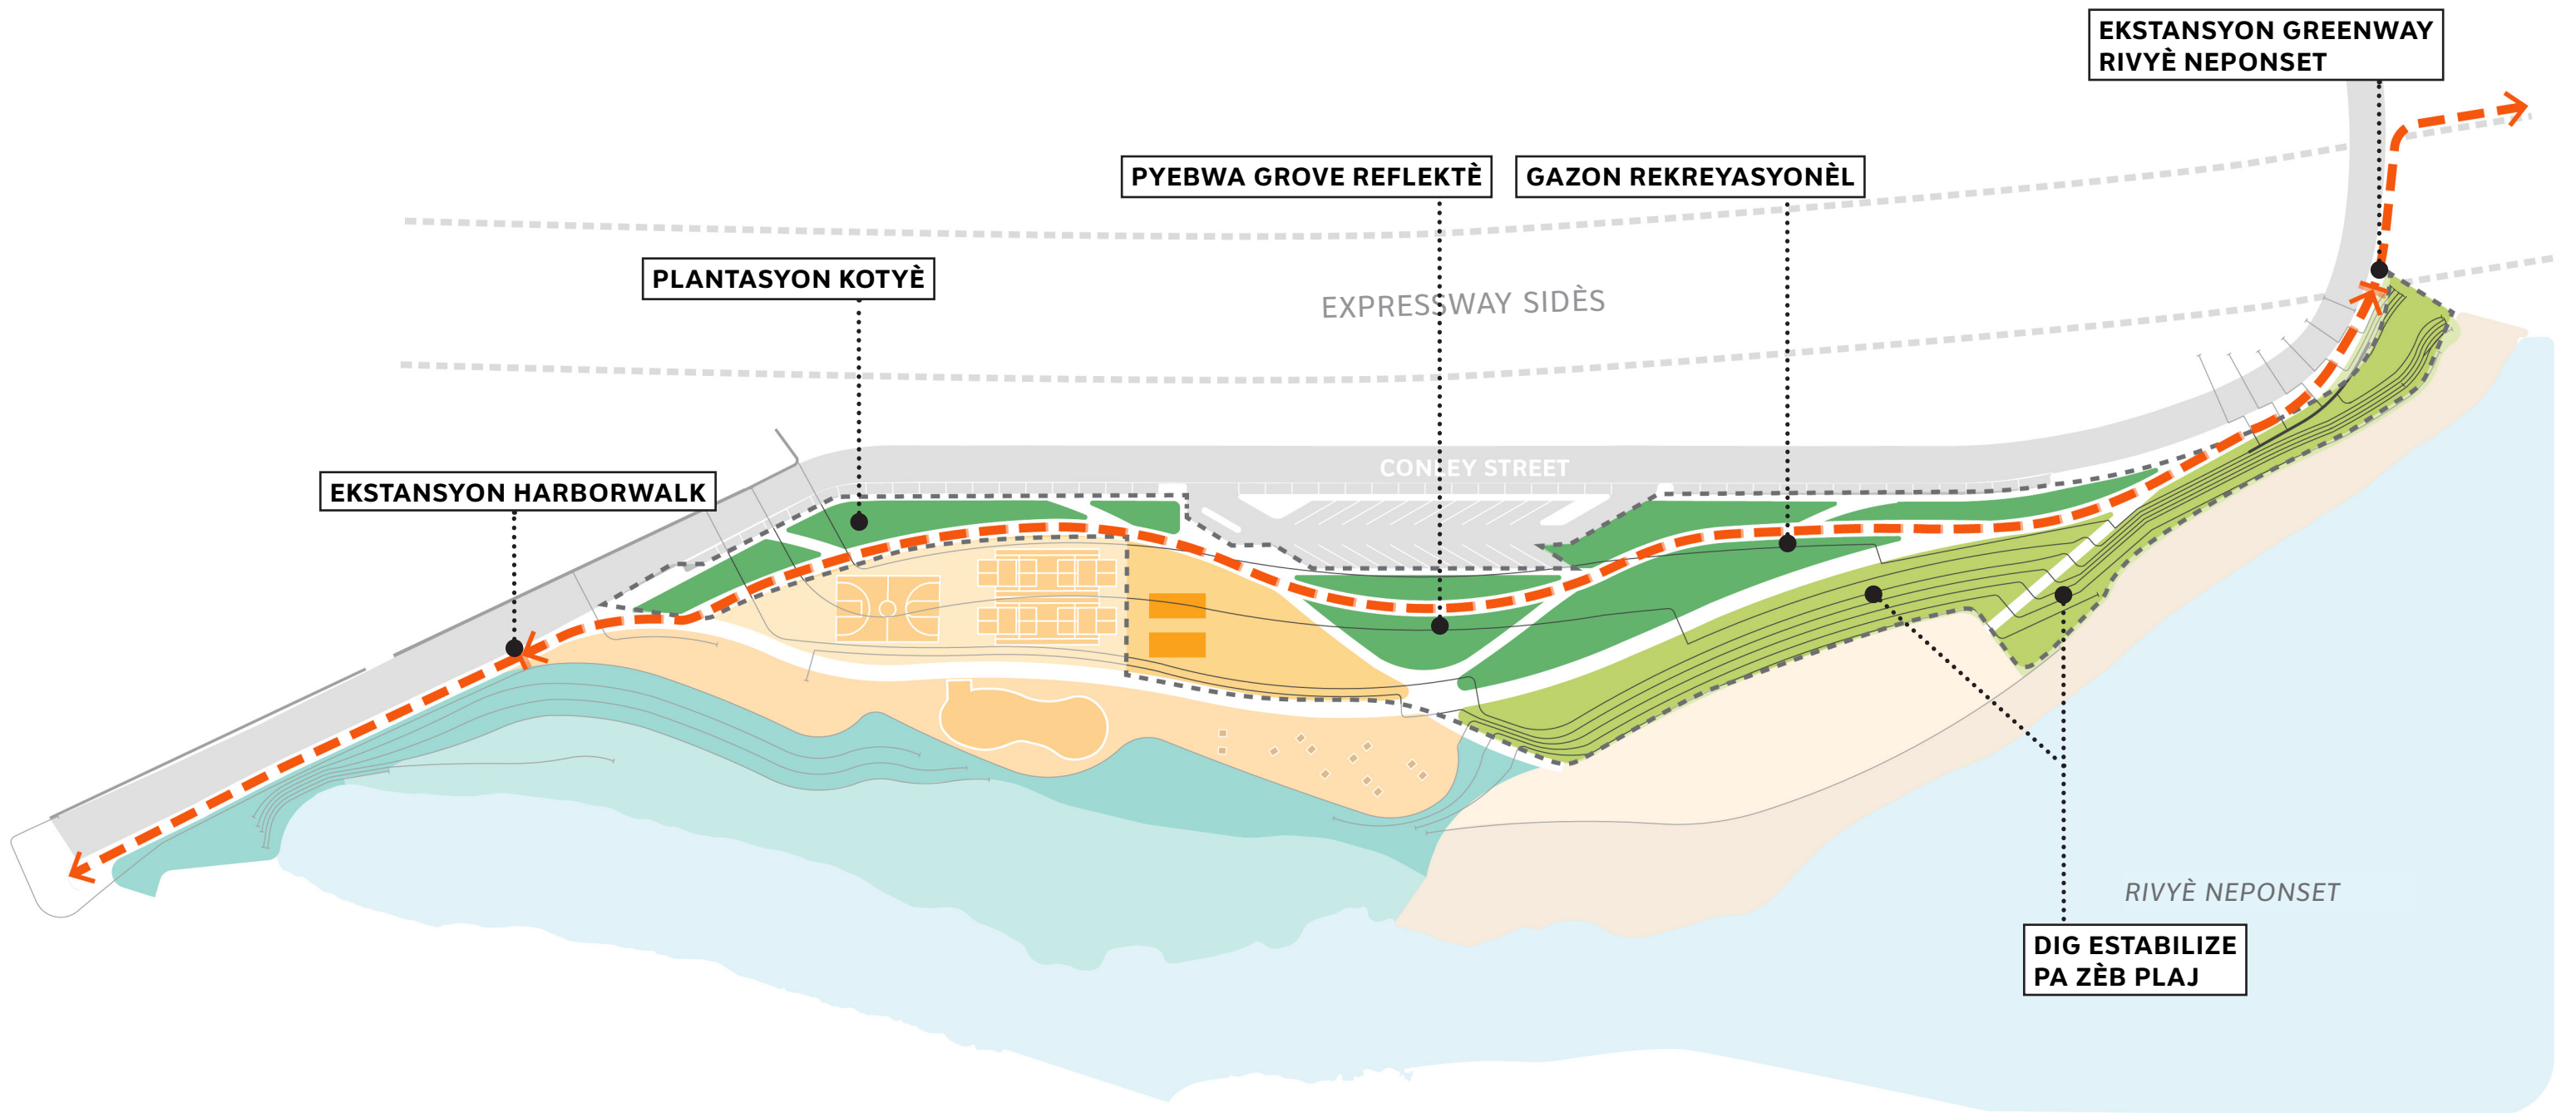 EKSTANSYON GREENWAY
RIVYÈ NEPONSET
PYEBWA GROVE REFLEKTÈ
GAZON REKREYASYONÈL
PLANTASYON KOTYÈ
EXPRESSWAY SIDÈS
CONLEY STREET
EKSTANSYON HARBORWALK
RIVYÈ NEPONSET
DIG ESTABILIZE
PA ZÈB PLAJ